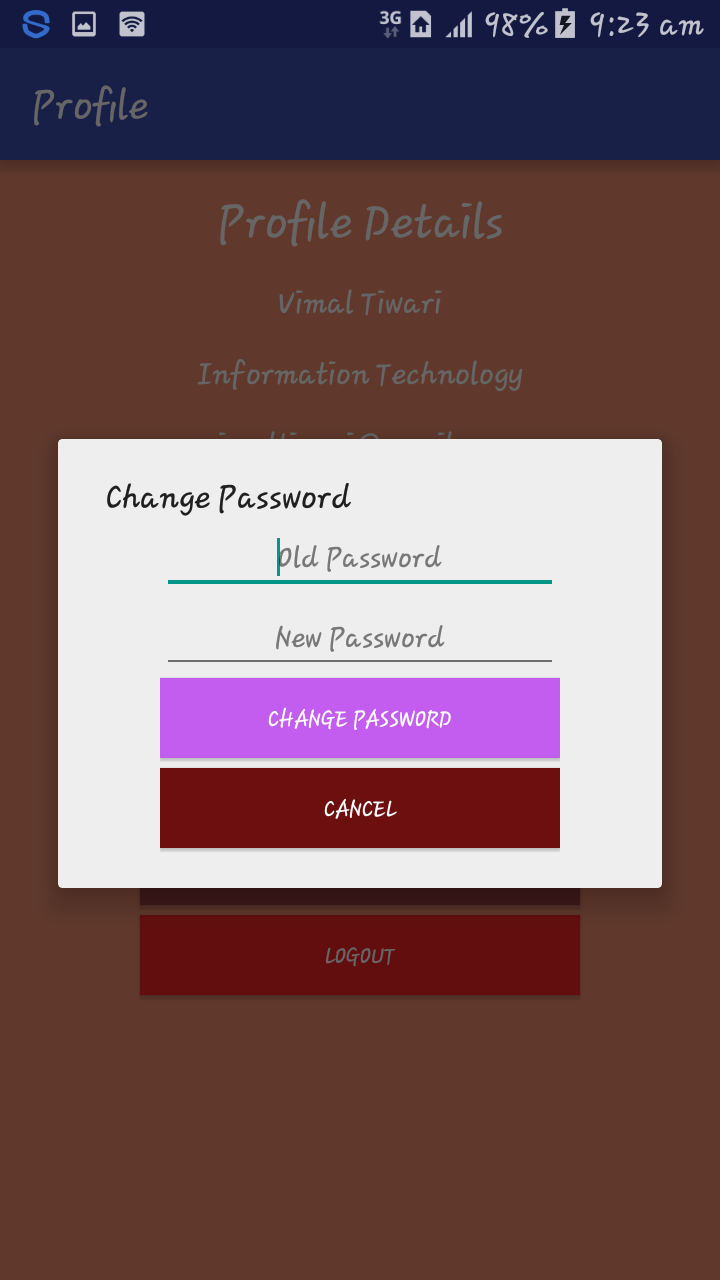 3G 98% 9:23 am
Profile
Profile Details
Vimal Tiwari
Information Technology
Change Password
Old Password
New Password
CHANGE PASSWORD
CANCEL
LOGOUT